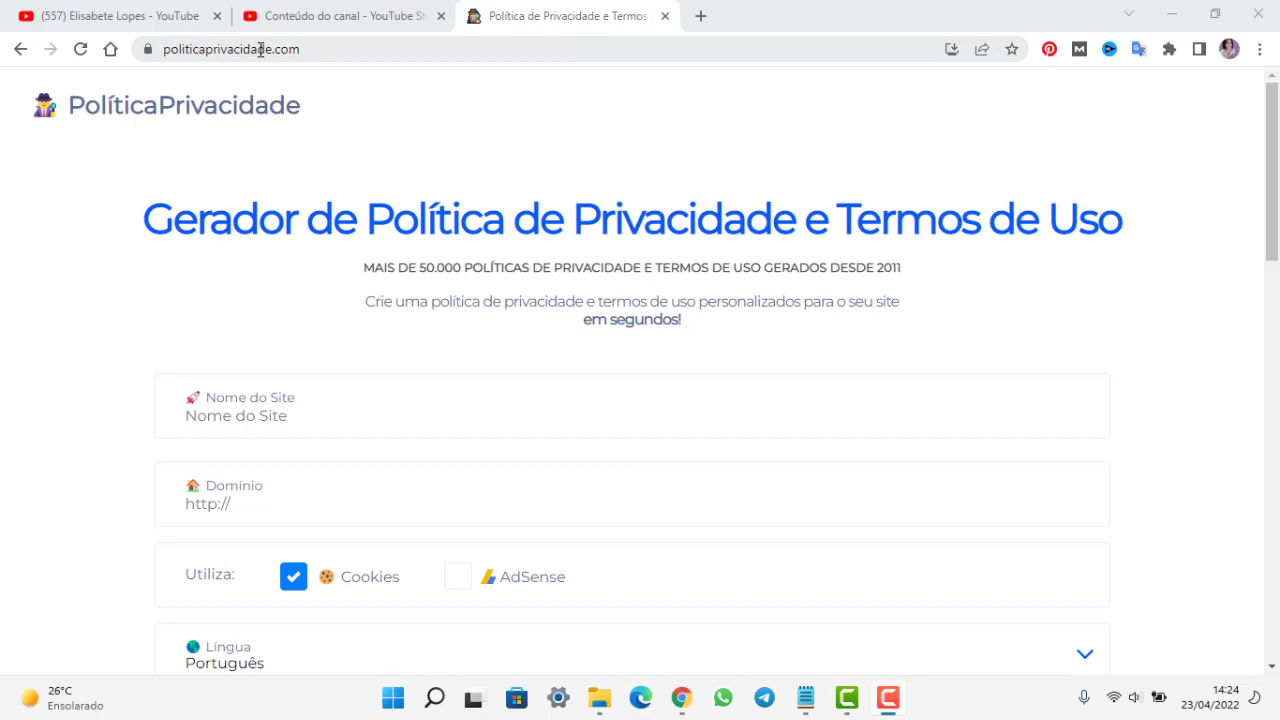 (557) Elisabete Lopes - YouTube
Conteúdo do canal - YouTube St
Política de Privacidade e Termos
politicaprivacidade.com
PolíticaPrivacidade
Gerador de Política de Privacidade e Termos de Uso
MAIS DE 50.000 POLÍTICAS DE PRIVACIDADE E TERMOS DE USO GERADOS DESDE 2011
Crie uma política de privacidade e termos de uso personalizados para o seu site
em segundos!
Nome do Site
Nome do Site
Domínio
http://
Utiliza: Cookies AdSense
Língua
Português
26°C
Ensolarado
14:24
23/04/2022